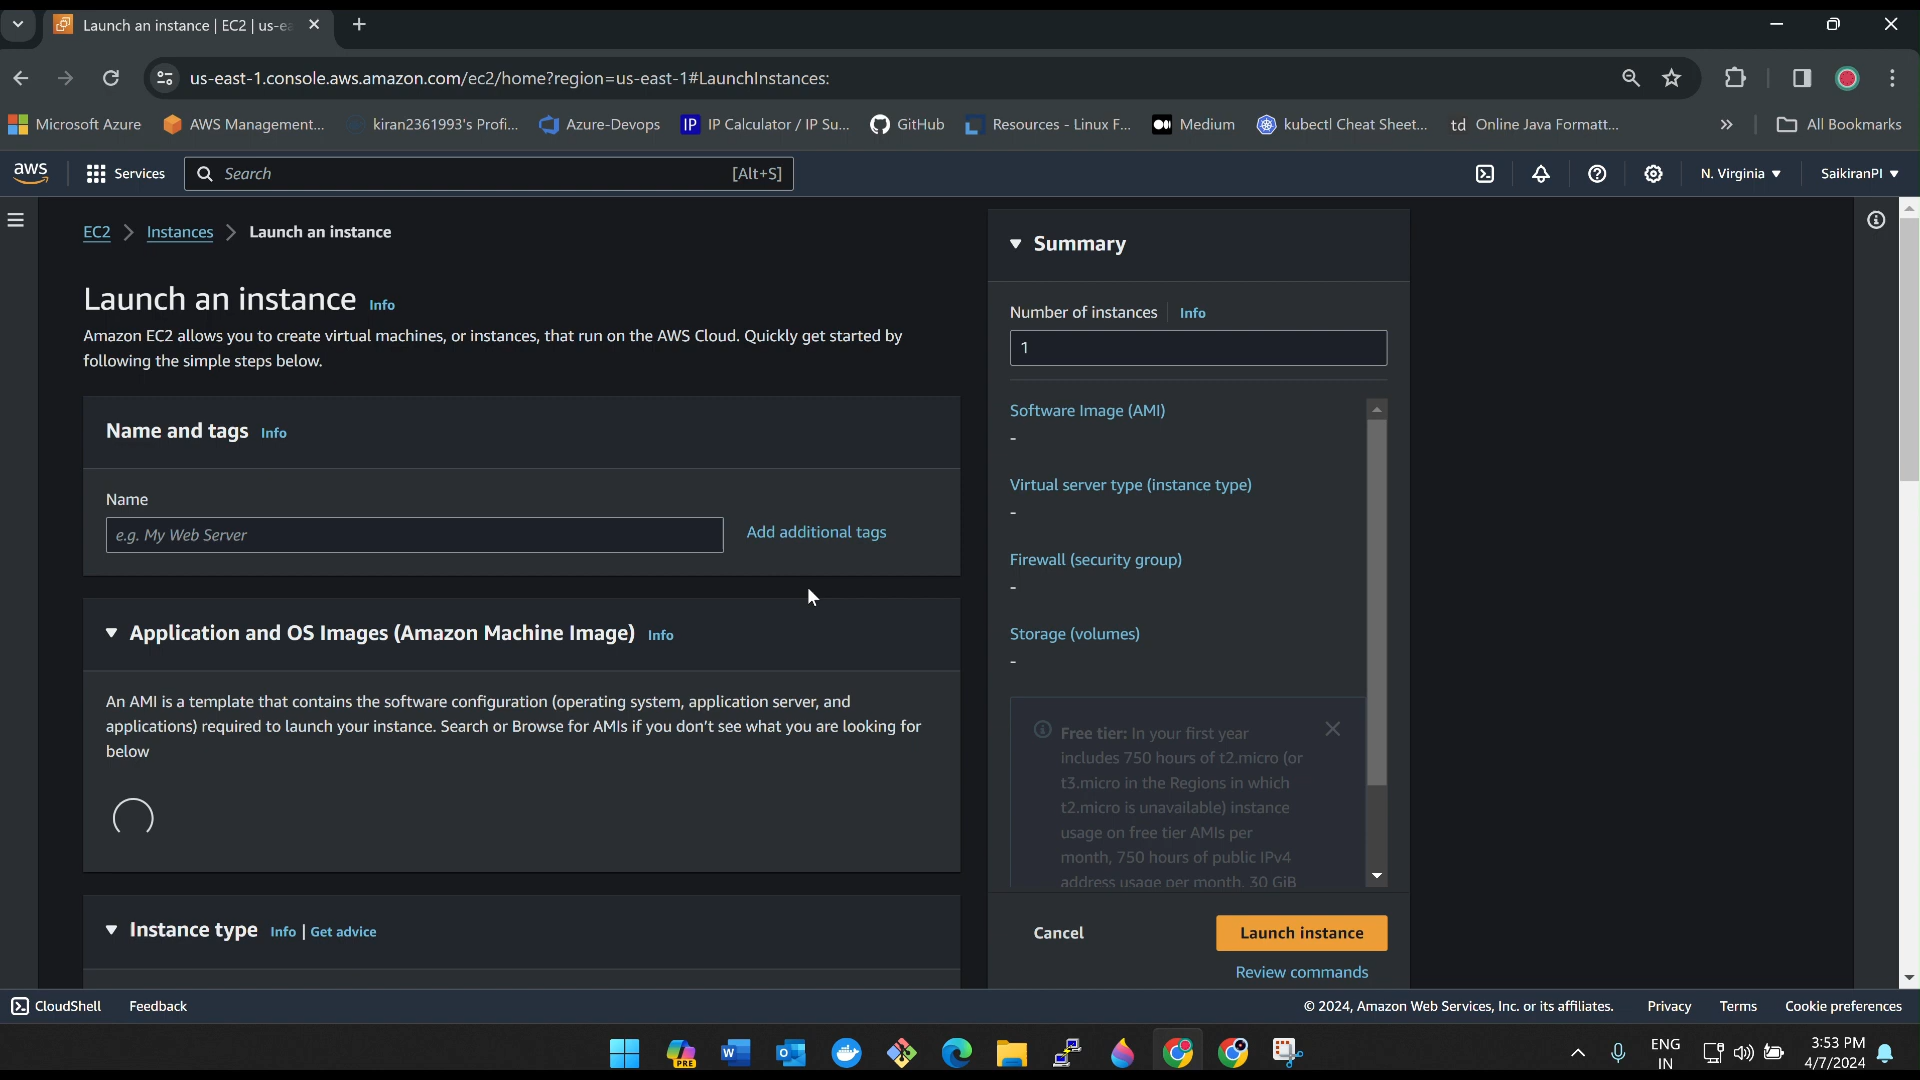 Launch an instance | EC2 | us-ea
us-east-1.console.aws.amazon.com/ec2/home?region=us-east-1#LaunchInstances:
Microsoft Azure
AWS Management...
kiran2361993's Profi...
Azure-Devops
IP
IP Calculator / IP Su...
GitHub
Resources - Linux F...
Medium
kubectl Cheat Sheet...
td
Online Java Formatt...
»
All Bookmarks
aws
Services
Search
[Alt+S]
N. Virginia
SaikiranPI
EC2
Instances
Launch an instance
Launch an instance Info
Amazon EC2 allows you to create virtual machines, or instances, that run on the AWS Cloud. Quickly get started by
following the simple steps below.
Name and tags Info
Name
e.g. My Web Server
Add additional tags
Application and OS Images (Amazon Machine Image) Info
An AMI is a template that contains the software configuration (operating system, application server, and
applications) required to launch your instance. Search or Browse for AMIs if you don't see what you are looking for
below
Instance type Info | Get advice
Summary
Number of instances
Info
1
Software Image (AMI)
-
Virtual server type (instance type)
-
Firewall (security group)
-
Storage (volumes)
-
Free tier: In your first year
includes 750 hours of t2.micro (or
t3.micro in the Regions in which
t2.micro is unavailable) instance
usage on free tier AMIs per
month, 750 hours of public IPv4
address usage per month, 30 GiB
Cancel
Launch instance
Review commands
CloudShell
Feedback
© 2024, Amazon Web Services, Inc. or its affiliates.
Privacy
Terms
Cookie preferences
PRE
ENG
IN
3:53 PM
4/7/2024